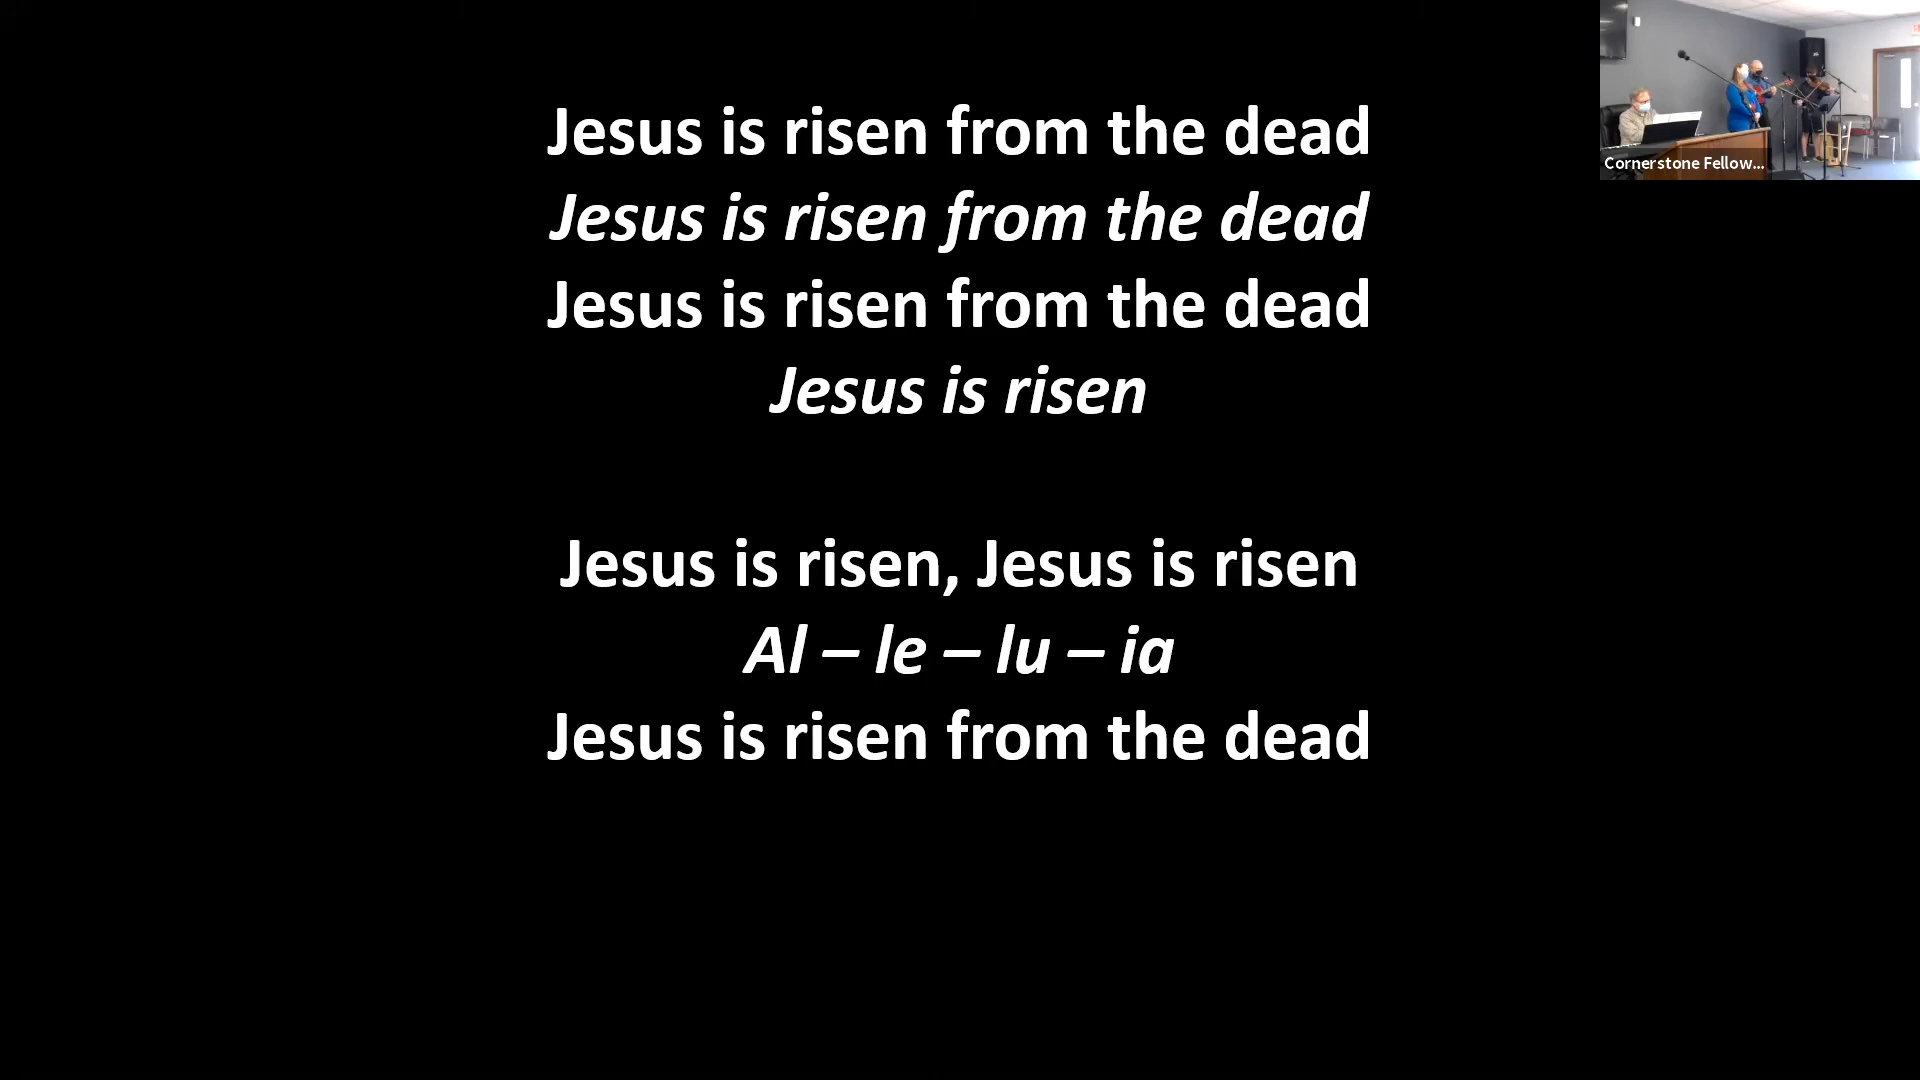 Jesus is risen from the dead
Jesus is risen from the dead
Jesus is risen from the dead
Jesus is risen
Jesus is risen, Jesus is risen
Al – le – lu – ia
Jesus is risen from the dead
Cornerstone Fellow...